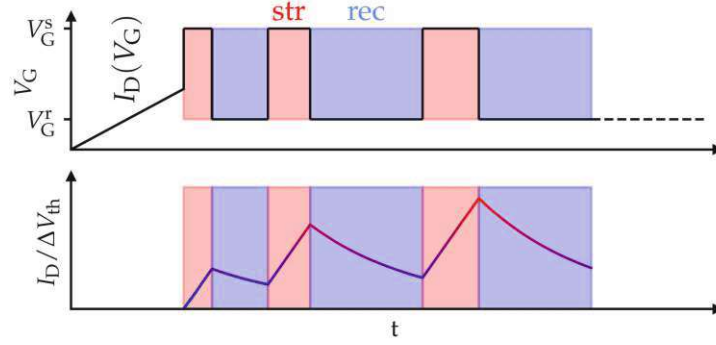 str rec
V_G^s
V_G
I_D(V_G)
V_G^r
I_D/ΔV_th
t